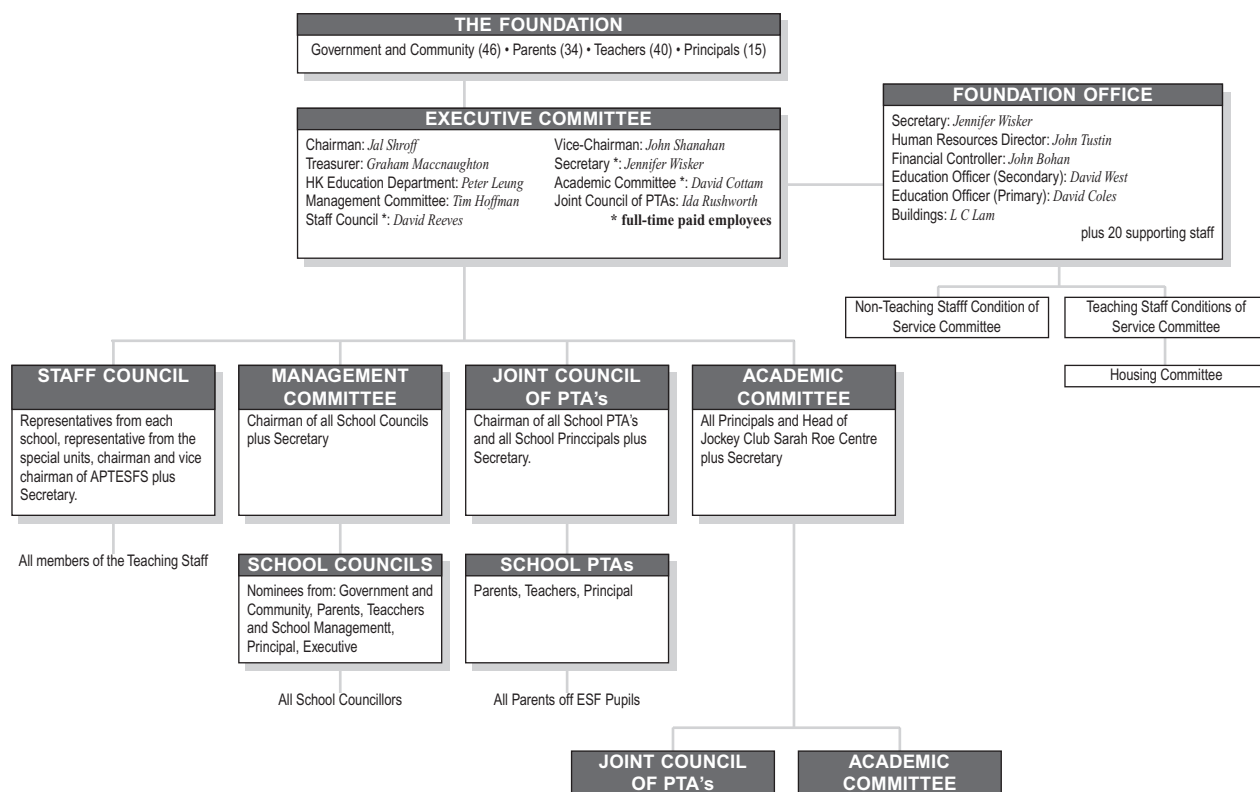 THE FOUNDATION
Government and Community (46) • Parents (34) • Teachers (40) • Principals (15)
EXECUTIVE COMMITTEE
Chairman: Jal Shroff
Treasurer: Graham Maccnaughton
HK Education Department: Peter Leung
Management Committee: Tim Hoffman
Staff Council *: David Reeves
Vice-Chairman: John Shanahan
Secretary *: Jennifer Wisker
Academic Committee *: David Cottam
Joint Council of PTAs: Ida Rushworth
* full-time paid employees
FOUNDATION OFFICE
Secretary: Jennifer Wisker
Human Resources Director: John Tustin
Financial Controller: John Bohan
Education Officer (Secondary): David West
Education Officer (Primary): David Coles
Buildings: L C Lam
plus 20 supporting staff
Non-Teaching Stafff Condition of
Service Committee
Teaching Staff Conditions of
Service Committee
Housing Committee
STAFF COUNCIL
Representatives from each
school, representative from the
special units, chairman and vice
chairman of APTESFS plus
Secretary.
All members of the Teaching Staff
MANAGEMENT
COMMITTEE
Chairman of all School Councils
plus Secretary
SCHOOL COUNCILS
Nominees from: Government and
Community, Parents, Teacchers
and School Managementt,
Principal, Executive
All School Councillors
JOINT COUNCIL
OF PTA's
Chairman of all School PTA's
and all School Princcipals plus
Secretary.
SCHOOL PTAs
Parents, Teachers, Principal
All Parents off ESF Pupils
ACADEMIC
COMMITTEE
All Principals and Head of
Jockey Club Sarah Roe Centre
plus Secretary
JOINT COUNCIL
OF PTA's
ACADEMIC
COMMITTEE